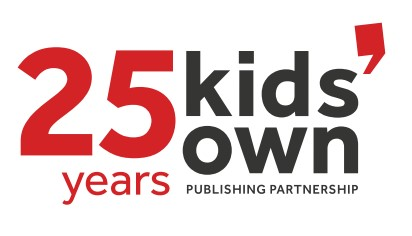 25 years
kids'
own
PUBLISHING PARTNERSHIP